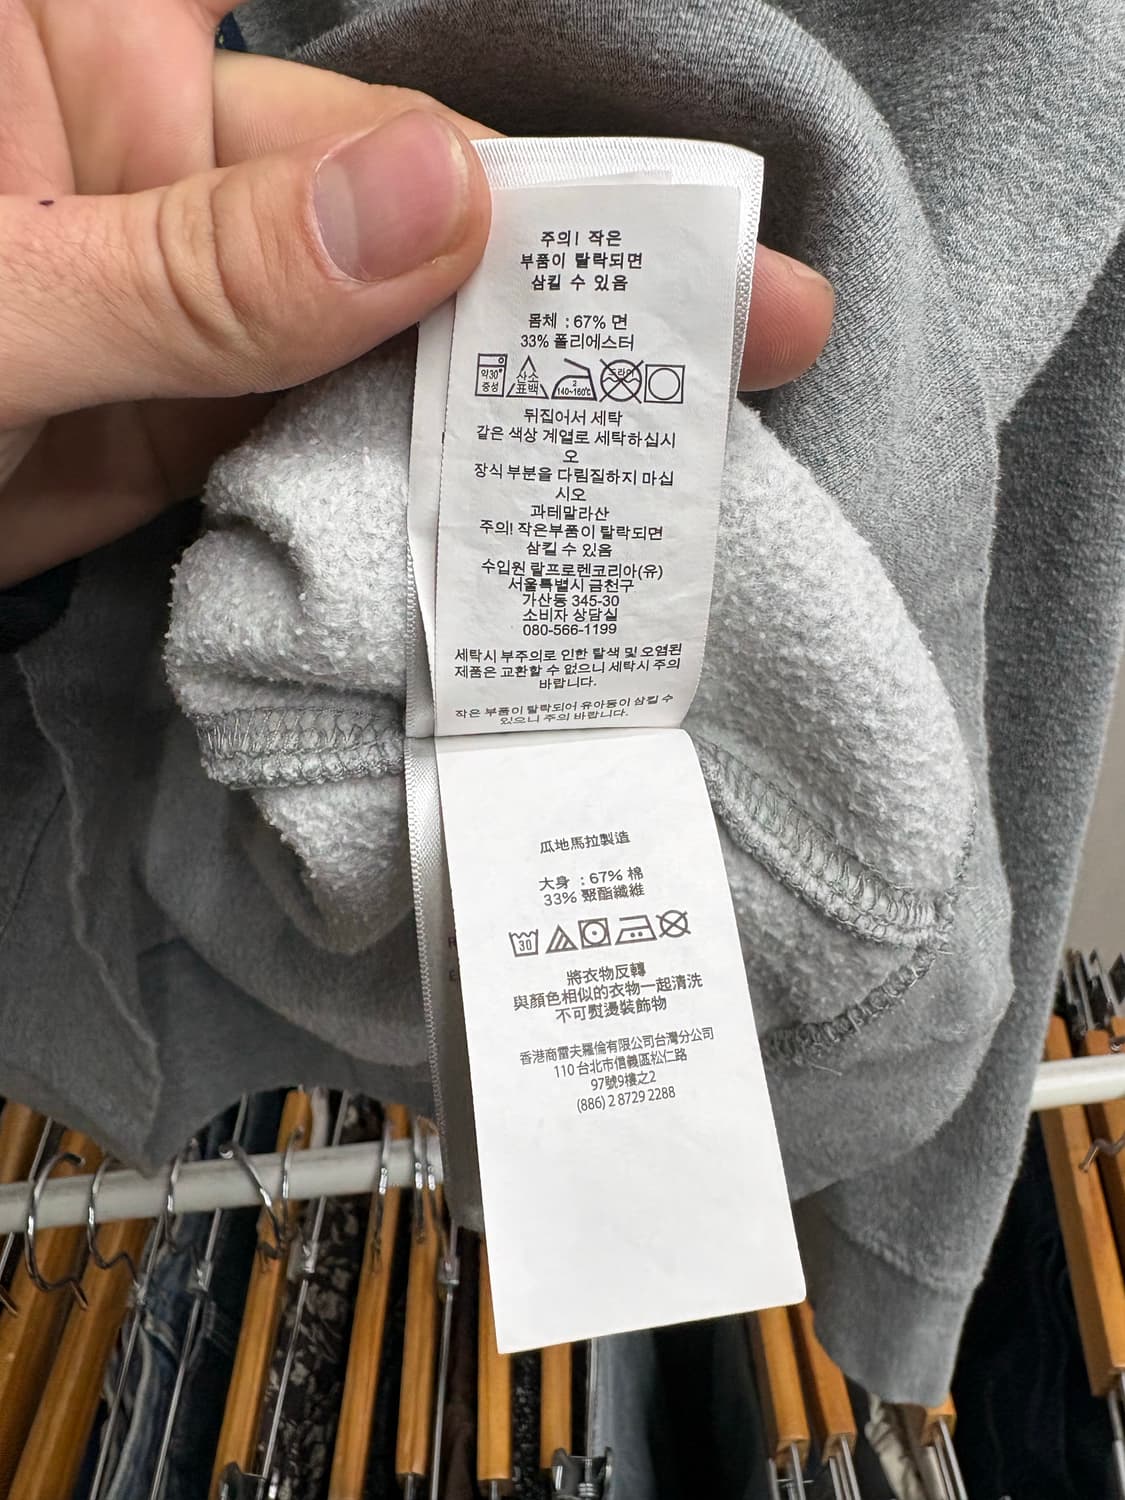 주의! 작은
부품이 탈락되면
삼킬 수 있음
몸체 : 67% 면
33% 폴리에스터
약30°
중성
산소
표백
2
140~160℃
드라이
뒤집어서 세탁
같은 색상 계열로 세탁하십시
오
장식 부분을 다림질하지 마십
시오
과테말라산
주의! 작은부품이 탈락되면
삼킬 수 있음
수입원 랄프로렌코리아(유)
서울특별시 금천구
가산동 345-30
소비자 상담실
080-566-1199
세탁시 부주의로 인한 탈색 및 오염된
제품은 교환할 수 없으니 세탁시 주의
바랍니다.
작은 부품이 탈락되어 유아동이 삼킬 수
있으니 주의 바랍니다.
瓜地馬拉製造
大身 : 67% 棉
33% 聚酯纖維
30
將衣物反轉
與顏色相似的衣物一起清洗
不可熨燙裝飾物
香港商雷夫羅倫有限公司台灣分公司
110 台北市信義區松仁路
97號9樓之2
(886) 2 8729 2288